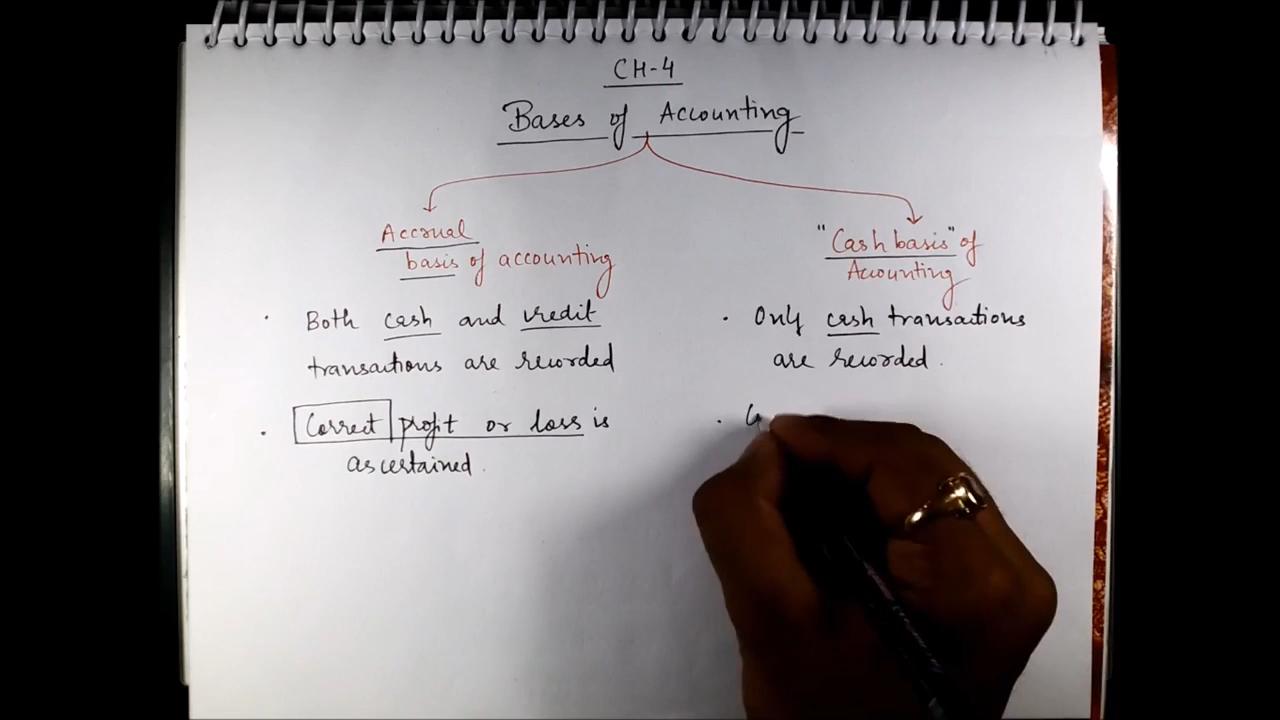 CH-4
Bases of Accounting
Accrual
basis of accounting
Both cash and credit
transactions are recorded
Correct profit or loss is
ascertained.
"Cash basis" of
Accounting
Only cash transactions
are recorded.